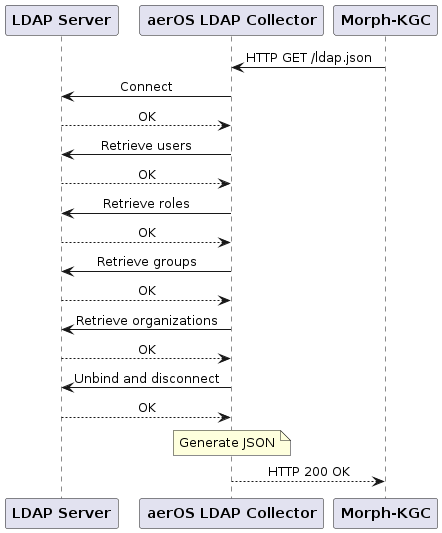 LDAP Server aerOS LDAP Collector Morph-KGC
HTTP GET /ldap.json
Connect
OK
Retrieve users
OK
Retrieve roles
OK
Retrieve groups
OK
Retrieve organizations
OK
Unbind and disconnect
OK
Generate JSON
HTTP 200 OK
LDAP Server aerOS LDAP Collector Morph-KGC